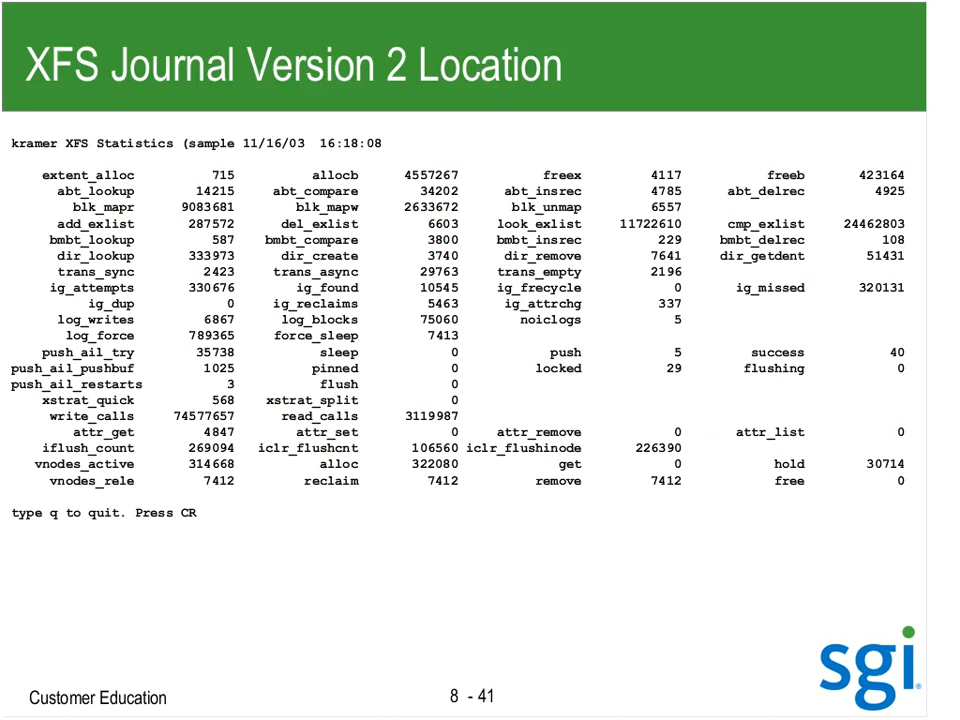 XFS Journal Version 2 Location
kramer XFS Statistics (sample 11/16/03 16:18:08
extent_alloc 715 allocb 4557267 freex 4117 freeb 423164
abt_lookup 14215 abt_compare 34202 abt_insrec 4785 abt_delrec 4925
blk_mapr 9083681 blk_mapw 2633672 blk_unmap 6557
add_exlist 287572 del_exlist 6603 look_exlist 11722610 cmp_exlist 24462803
bmbt_lookup 587 bmbt_compare 3800 bmbt_insrec 229 bmbt_delrec 108
dir_lookup 333973 dir_create 3740 dir_remove 7641 dir_getdent 51431
trans_sync 2423 trans_async 29763 trans_empty 2196
ig_attempts 330676 ig_found 10545 ig_frecycle 0 ig_missed 320131
ig_dup 0 ig_reclaims 5463 ig_attrchg 337
log_writes 6867 log_blocks 75060 noiclogs 5
log_force 789365 force_sleep 7413
push_ail_try 35738 sleep 0 push 5 success 40
push_ail_pushbuf 1025 pinned 0 locked 29 flushing 0
push_ail_restarts 3 flush 0
xstrat_quick 568 xstrat_split 0
write_calls 74577657 read_calls 3119987
attr_get 4847 attr_set 0 attr_remove 0 attr_list 0
iflush_count 269094 iclr_flushcnt 106560 iclr_flushinode 226390
vnodes_active 314668 alloc 322080 get 0 hold 30714
vnodes_rele 7412 reclaim 7412 remove 7412 free 0
type q to quit. Press CR
sgi®
Customer Education
8 - 41